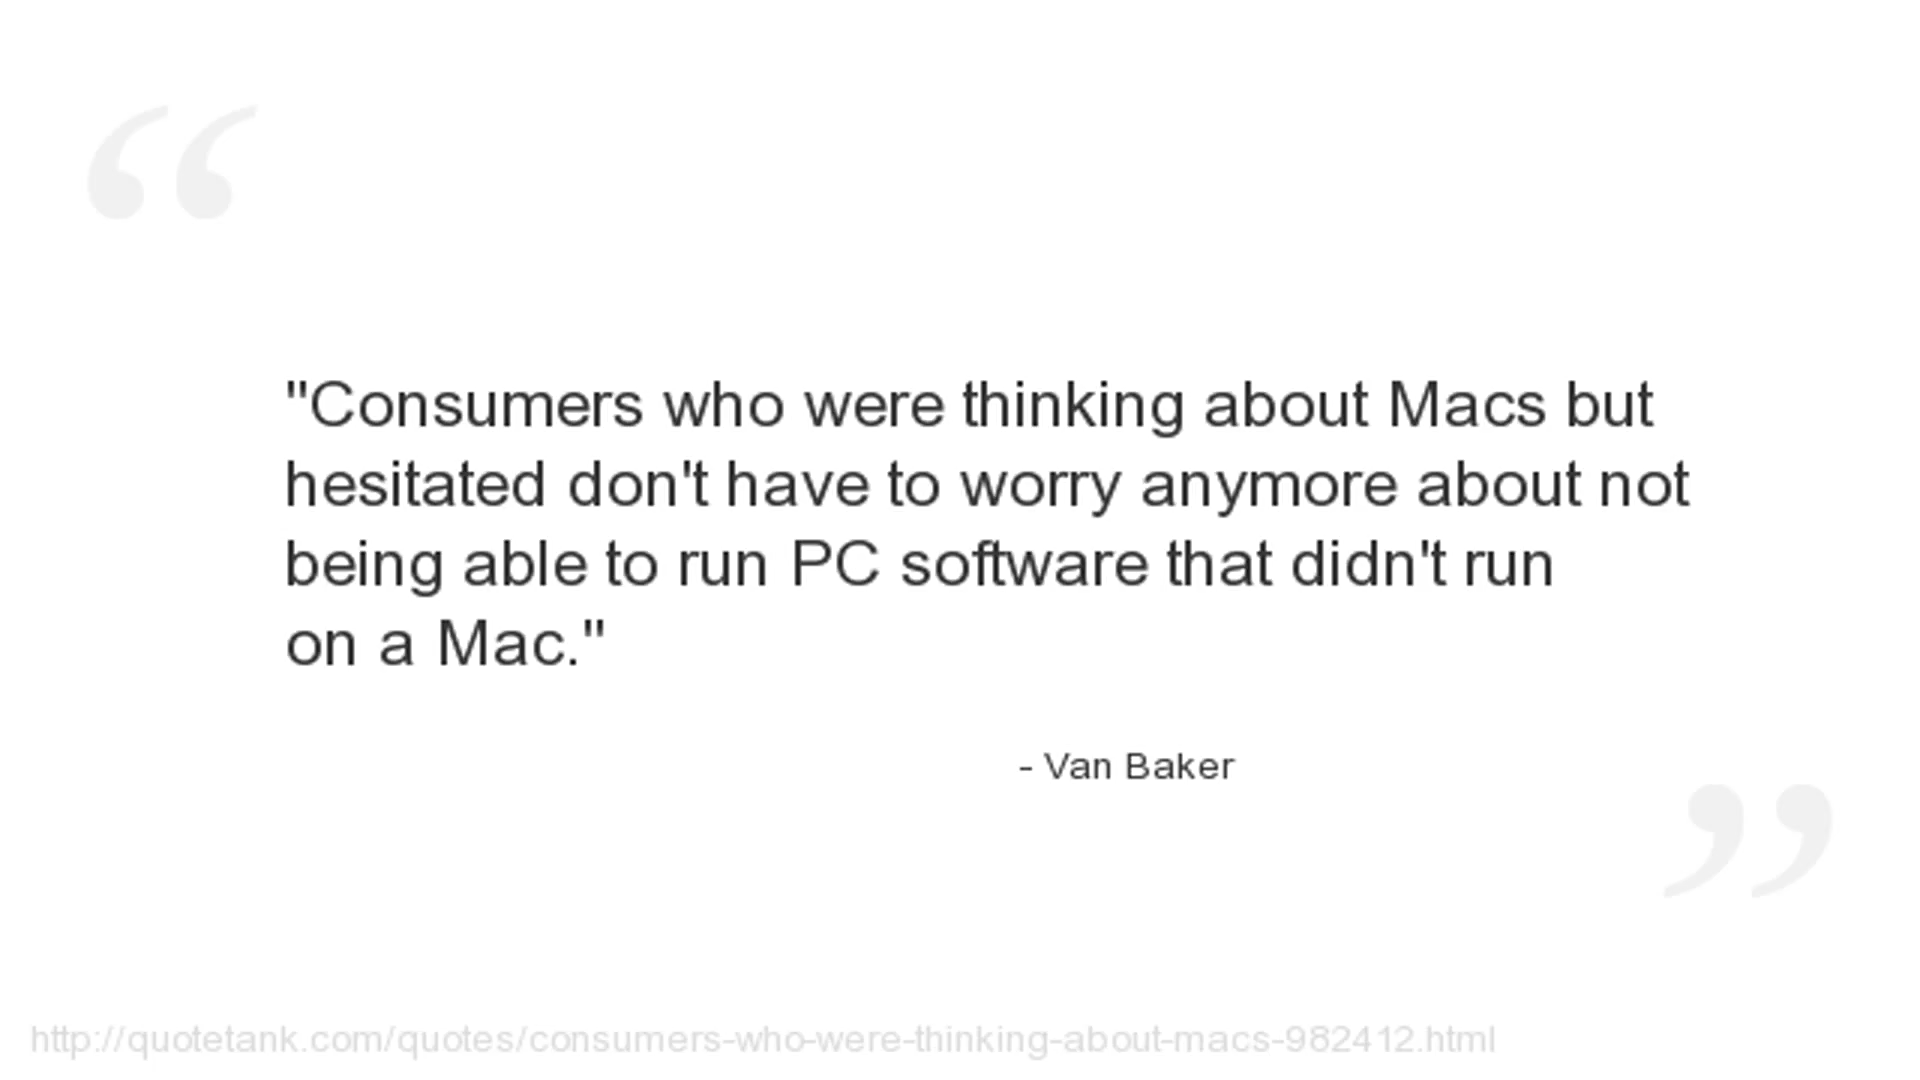 "Consumers who were thinking about Macs but
hesitated don't have to worry anymore about not
being able to run PC software that didn't run
on a Mac."
- Van Baker
http://quotetank.com/quotes/consumers-who-were-thinking-about-macs-982412.html